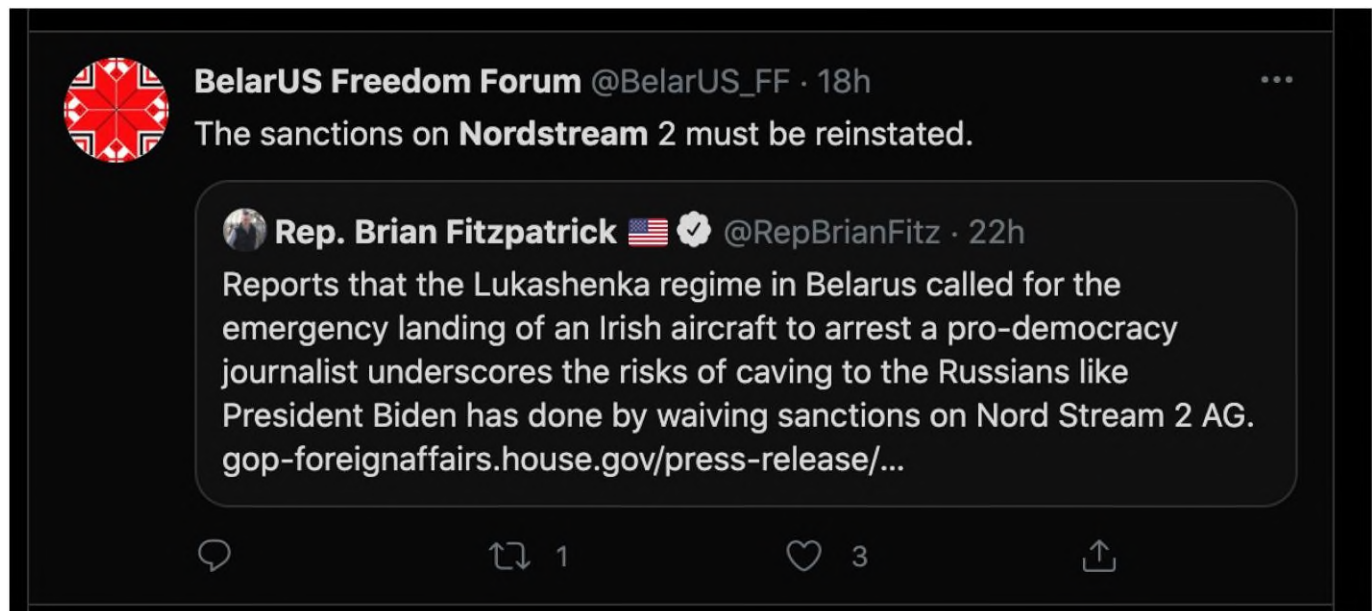 BelarUS Freedom Forum @BelarUS_FF · 18h
The sanctions on Nordstream 2 must be reinstated.
Rep. Brian Fitzpatrick 🇺🇸 @RepBrianFitz · 22h
Reports that the Lukashenka regime in Belarus called for the
emergency landing of an Irish aircraft to arrest a pro-democracy
journalist underscores the risks of caving to the Russians like
President Biden has done by waiving sanctions on Nord Stream 2 AG.
gop-foreignaffairs.house.gov/press-release/...
1 3